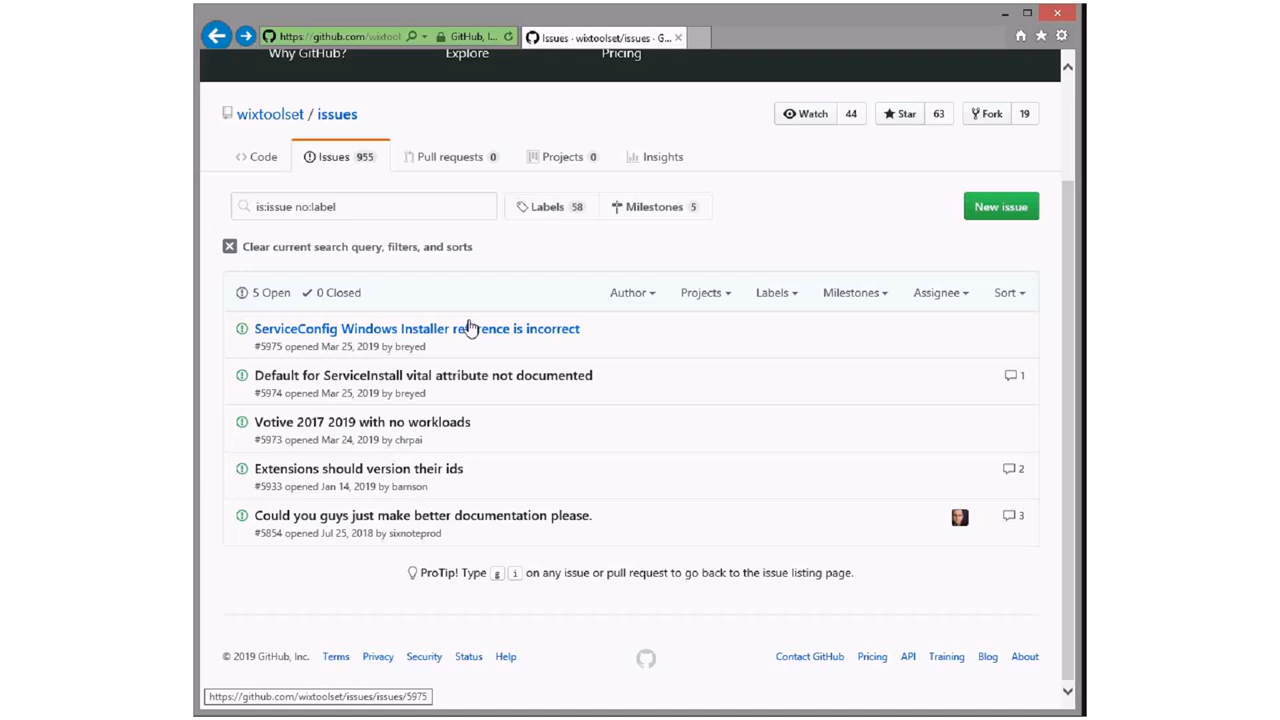 https://github.com/wixtool
GitHub, I...
Issues · wixtoolset/issues · G...
Why GitHub?
Explore
Pricing
wixtoolset / issues
Watch 44
Star 63
Fork 19
Code
Issues 955
Pull requests 0
Projects 0
Insights
is:issue no:label
Labels 58
Milestones 5
New issue
Clear current search query, filters, and sorts
5 Open
0 Closed
Author
Projects
Labels
Milestones
Assignee
Sort
ServiceConfig Windows Installer reference is incorrect
#5975 opened Mar 25, 2019 by breyed
Default for ServiceInstall vital attribute not documented
1
#5974 opened Mar 25, 2019 by breyed
Votive 2017 2019 with no workloads
#5973 opened Mar 24, 2019 by chrpai
Extensions should version their ids
2
#5933 opened Jan 14, 2019 by barnson
Could you guys just make better documentation please.
3
#5854 opened Jul 25, 2018 by sixnoteprod
ProTip! Type g i on any issue or pull request to go back to the issue listing page.
© 2019 GitHub, Inc.
Terms
Privacy
Security
Status
Help
Contact GitHub
Pricing
API
Training
Blog
About
https://github.com/wixtoolset/issues/issues/5975